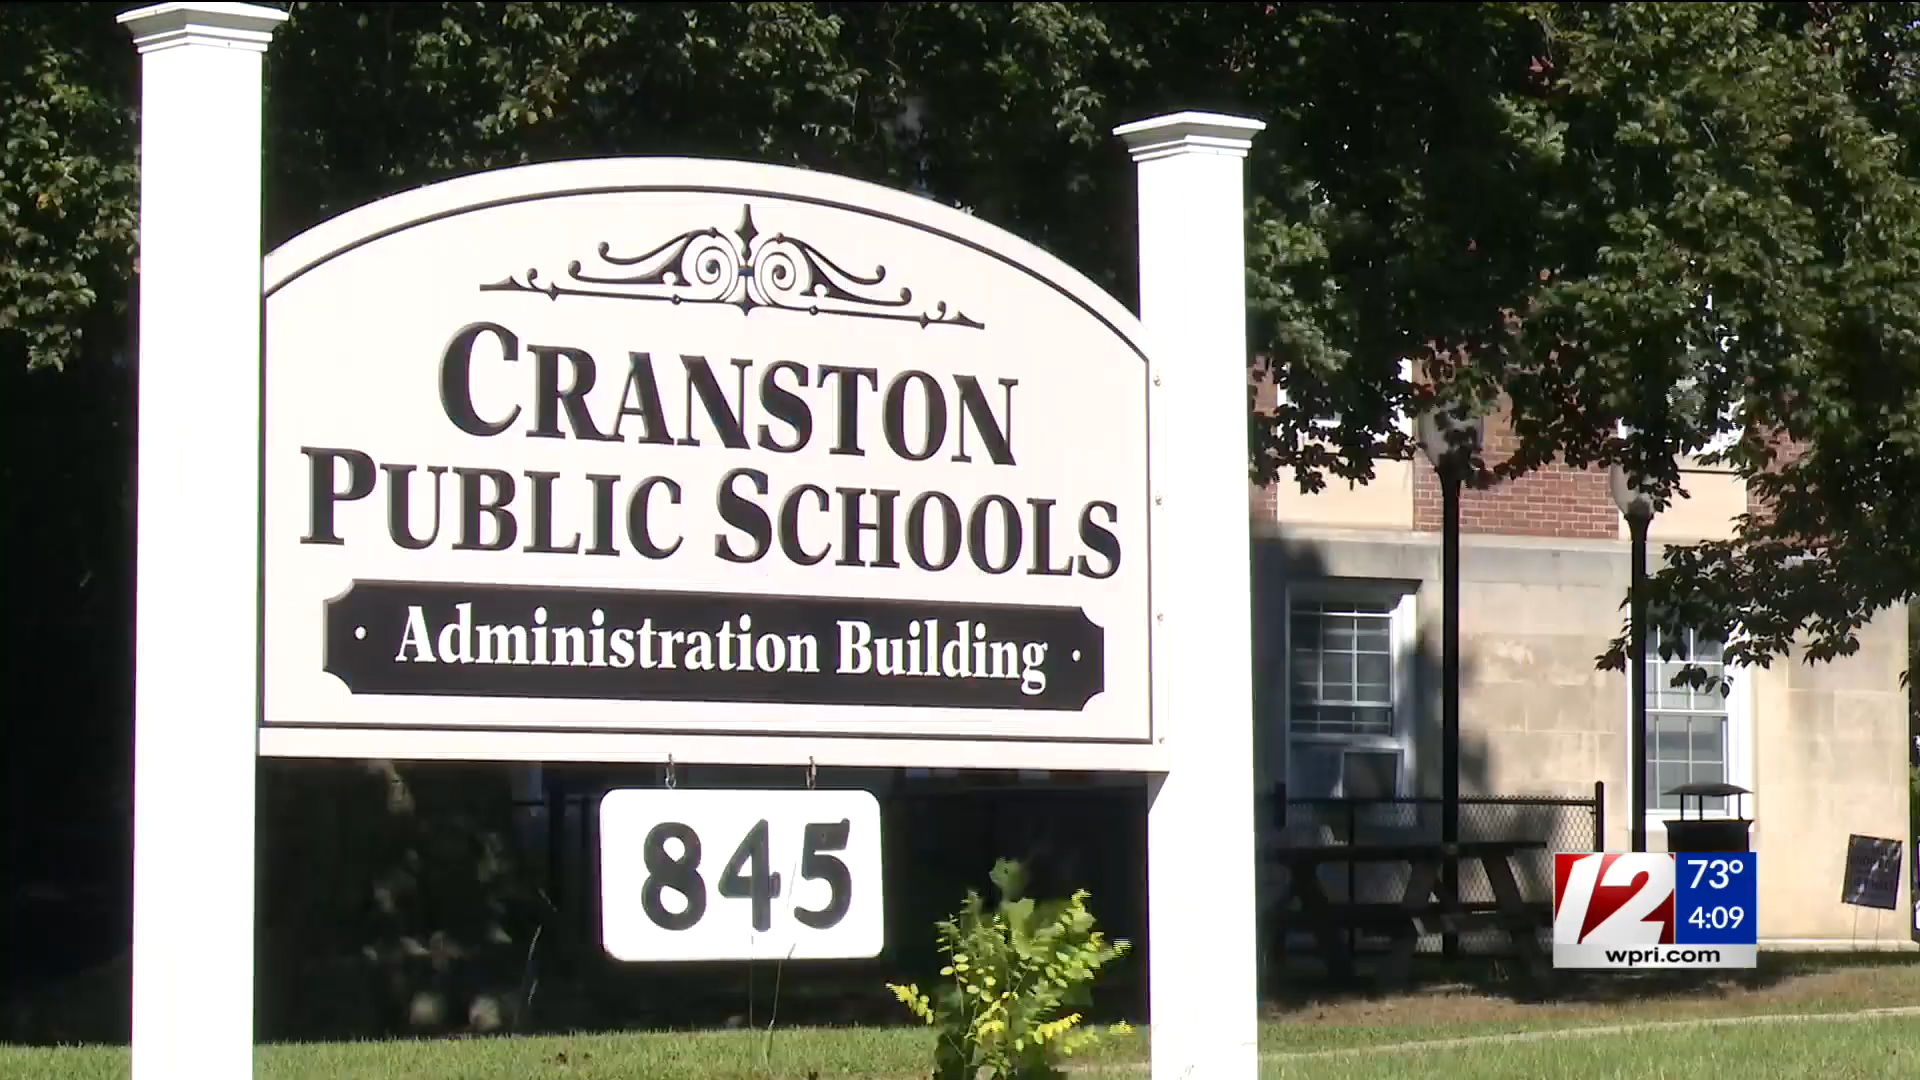 CRANSTON
PUBLIC SCHOOLS
· Administration Building ·
845
12
73°
4:09
wpri.com